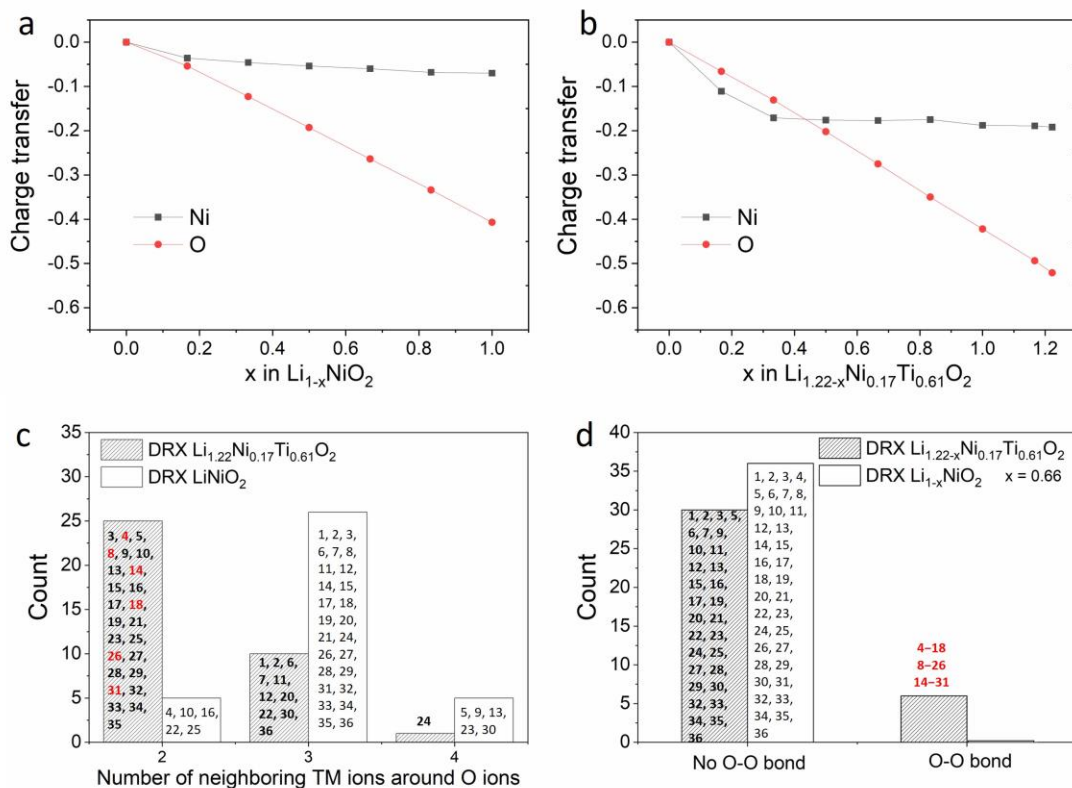 a
0.0
-0.1
-0.2
-0.3
-0.4
-0.5
-0.6
Charge transfer
Ni
O
0.0 0.2 0.4 0.6 0.8 1.0
x in Li1-xNiO2
b
0.0
-0.1
-0.2
-0.3
-0.4
-0.5
-0.6
Charge transfer
Ni
O
0.0 0.2 0.4 0.6 0.8 1.0 1.2
x in Li1.22-xNi0.17Ti0.61O2
c
35
30
25
20
15
10
5
0
Count
DRX Li1.22Ni0.17Ti0.61O2
DRX LiNiO2
3, 4, 5,
8, 9, 10,
13, 14,
15, 16,
17, 18,
19, 21,
23, 25,
26, 27,
28, 29,
31, 32,
33, 34,
35
4, 10, 16,
22, 25
1, 2, 6,
7, 11,
12, 20,
22, 30,
36
1, 2, 3,
6, 7, 8,
11, 12,
14, 15,
17, 18,
19, 20,
21, 24,
26, 27,
28, 29,
31, 32,
33, 34,
35, 36
24
5, 9, 13,
23, 30
2 3 4
Number of neighboring TM ions around O ions
d
40
35
30
25
20
15
10
5
0
Count
DRX Li1.22-xNi0.17Ti0.61O2
DRX Li1-xNiO2 x = 0.66
1, 2, 3, 5,
6, 7, 9,
10, 11,
12, 13,
15, 16,
17, 19,
20, 21,
22, 23,
24, 25,
27, 28,
29, 30,
32, 33,
34, 35,
36
1, 2, 3, 4,
5, 6, 7, 8,
9, 10, 11,
12, 13,
14, 15,
16, 17,
18, 19,
20, 21,
22, 23,
24, 25,
26, 27,
28, 29,
30, 31,
32, 33,
34, 35,
36
4–18
8–26
14–31
No O-O bond O-O bond